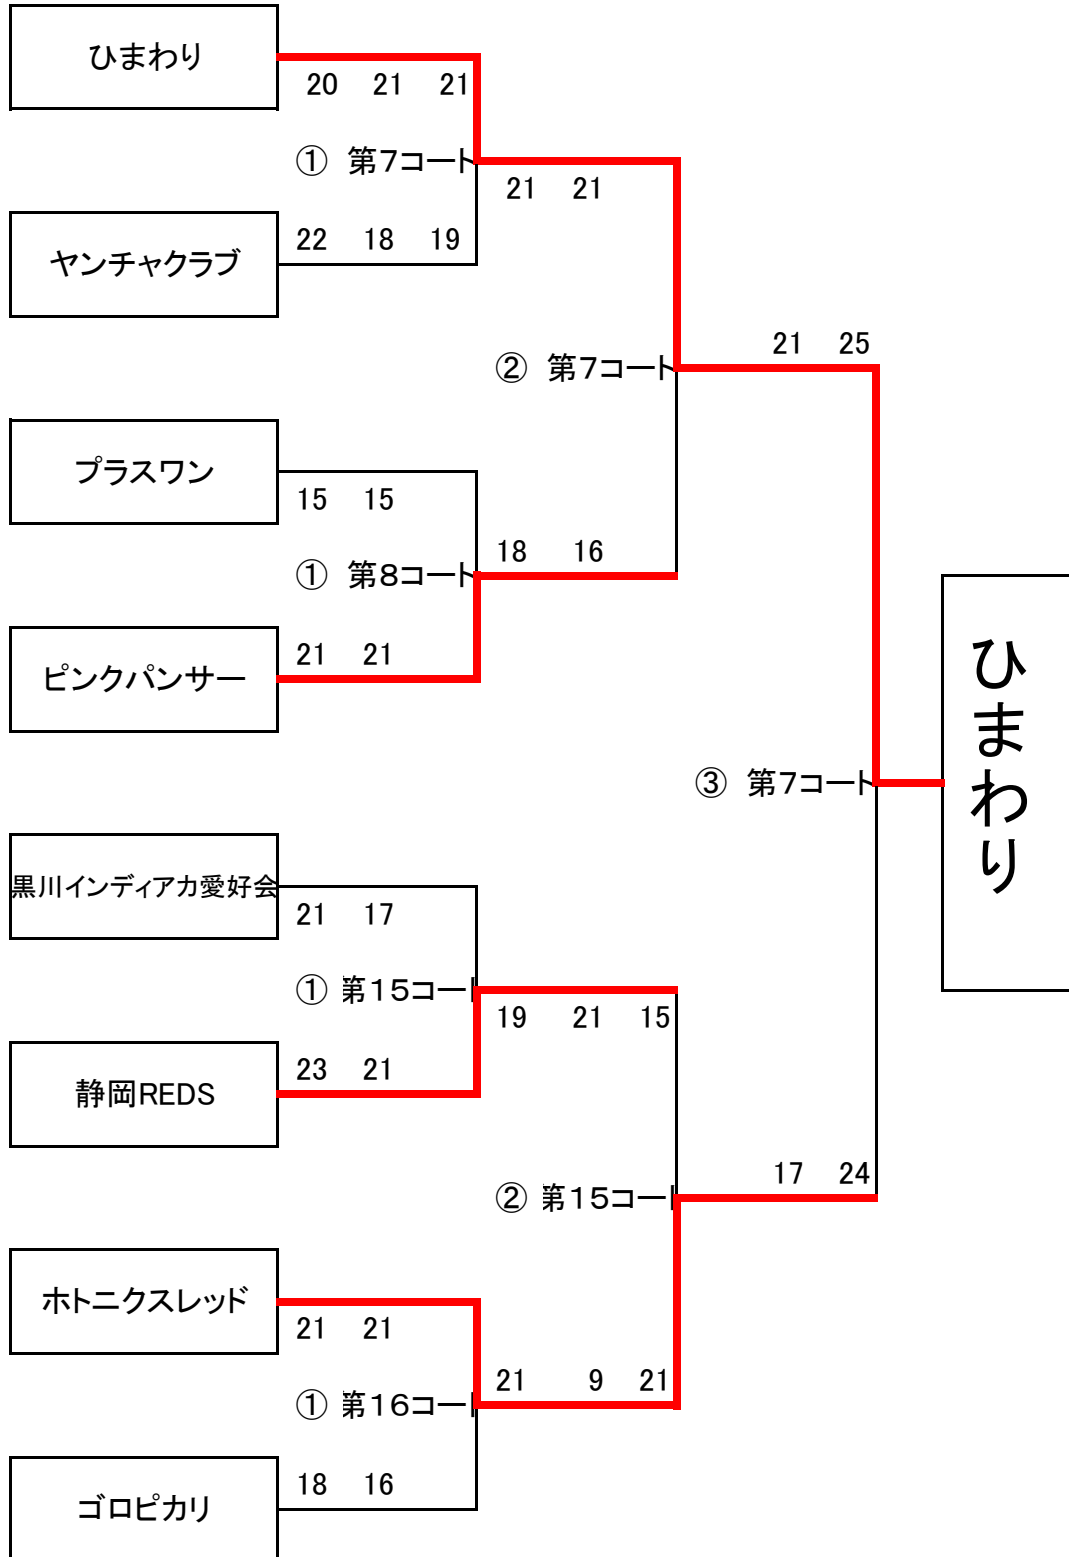 ひまわり
20 21 21
① 第7コート
21 21
22 18 19
ヤンチャクラブ
21 25
② 第7コート
プラスワン
15 15
18 16
① 第8コート
21 21
ピンクパンサー
ひまわり
③ 第7コート
黒川インディアカ愛好会
21 17
① 第15コート
19 21 15
23 21
静岡REDS
17 24
② 第15コート
ホトニクスレッド
21 21
21 9 21
① 第16コート
18 16
ゴロピカリ